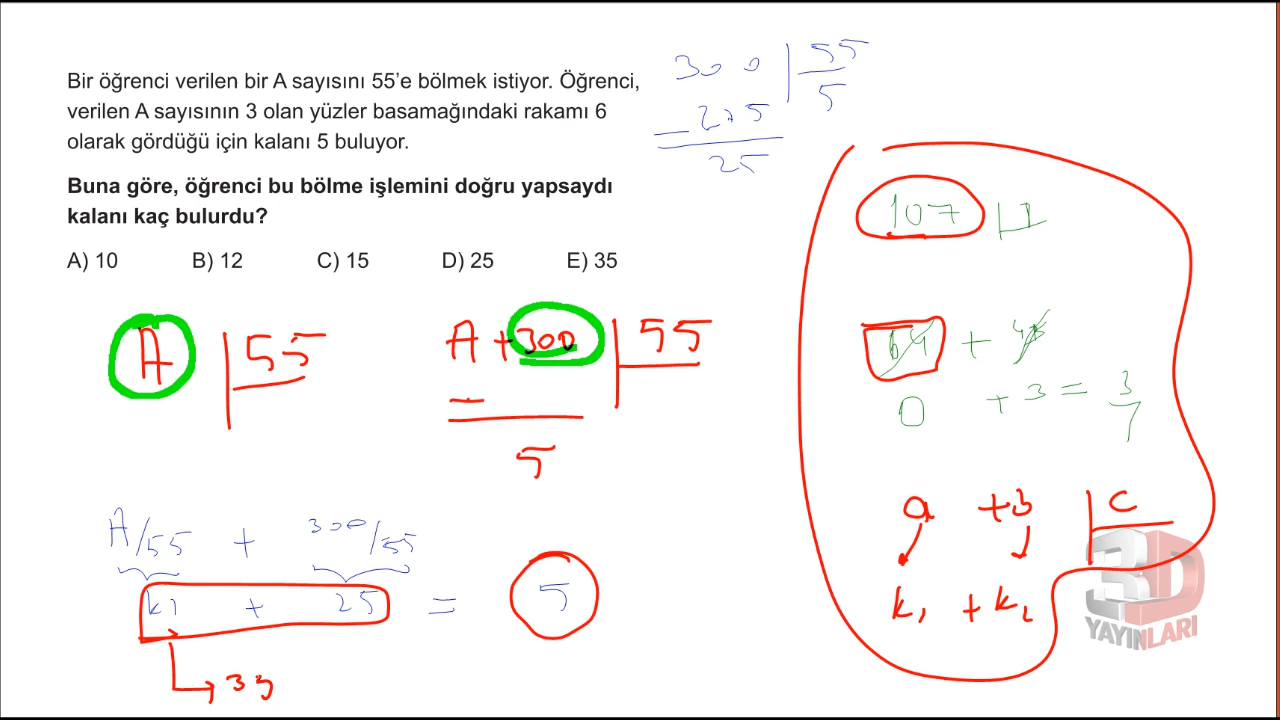 Bir öğrenci verilen bir A sayısını 55'e bölmek istiyor. Öğrenci,
verilen A sayısının 3 olan yüzler basamağındaki rakamı 6
olarak gördüğü için kalanı 5 buluyor.
Buna göre, öğrenci bu bölme işlemini doğru yapsaydı
kalanı kaç bulurdu?
A) 10 B) 12 C) 15 D) 25 E) 35
300 | 55
5
- 275
25
A | 55
A + 300 | 55
-
5
A/55 + 300/55
k1 + 25 = 5
107
64 +
0 + 3 = 3
7
a + b | c
k1 + k2
3D
YAYINLARI